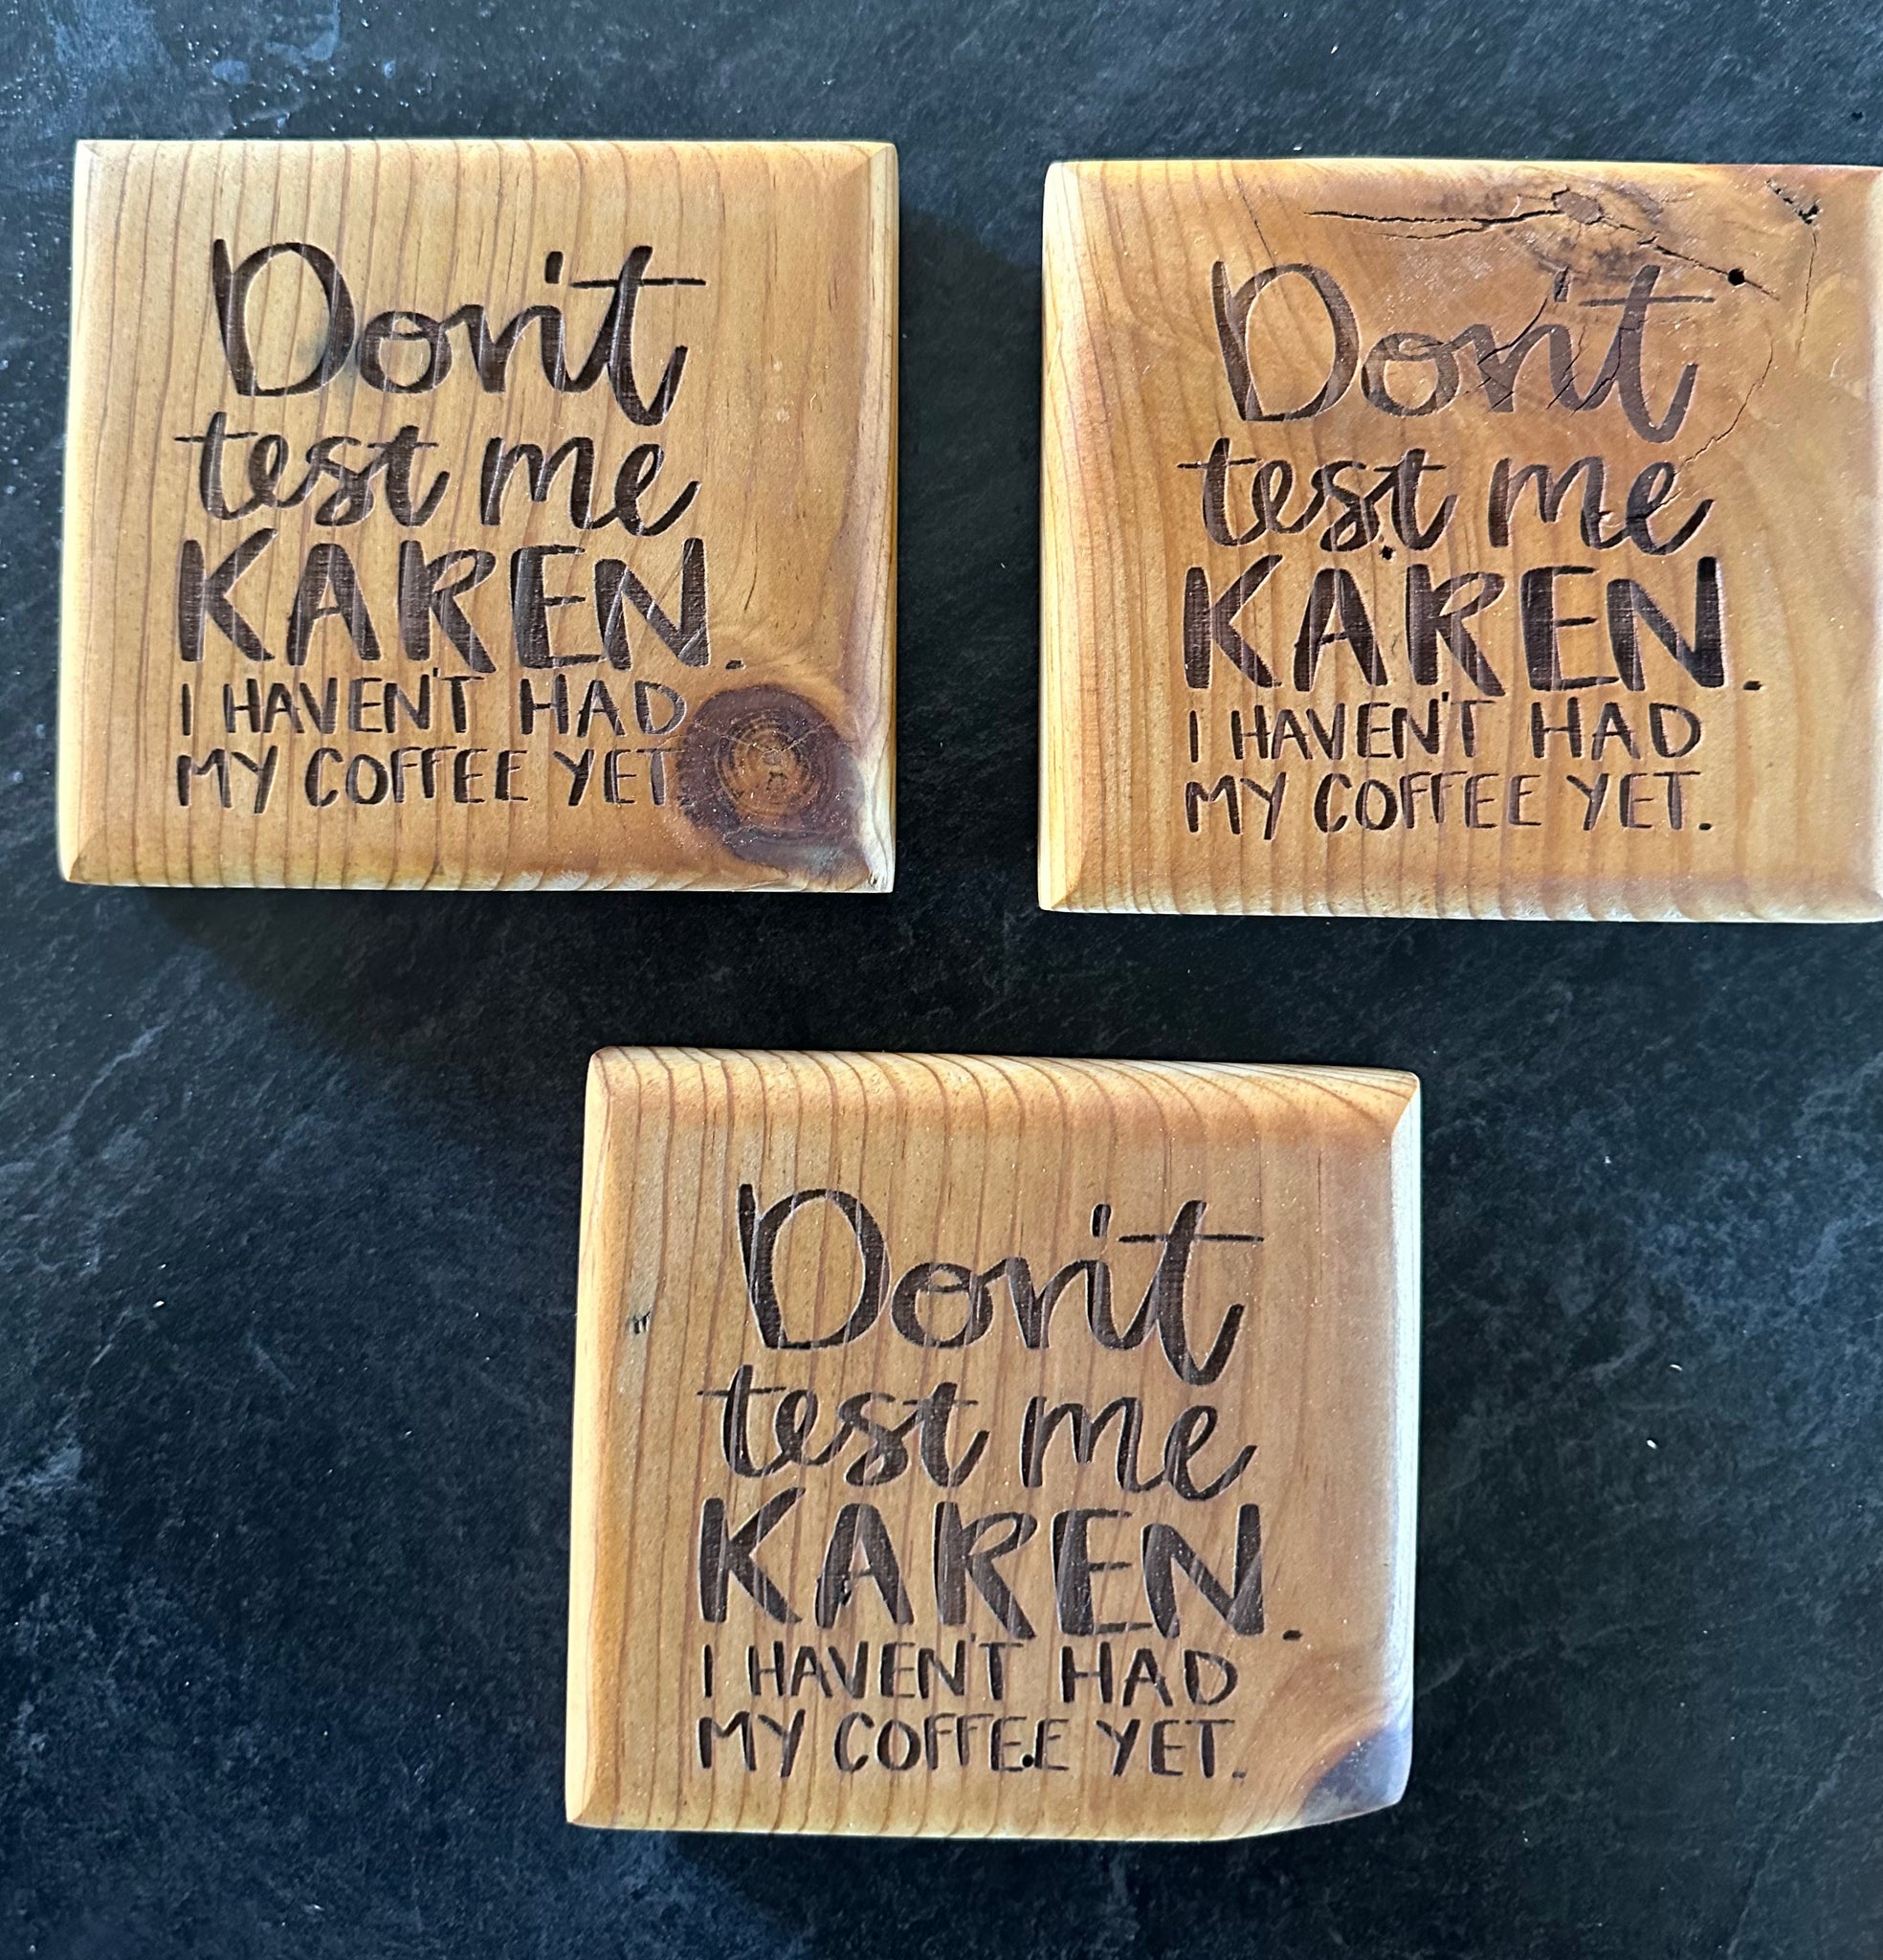 Don't
test me
KAREN.
I HAVEN'T HAD
MY COFFEE YET
Don't
test me
KAREN.
I HAVEN'T HAD
MY COFFEE YET.
Don't
test me
KAREN.
I HAVEN'T HAD
MY COFFEE YET.